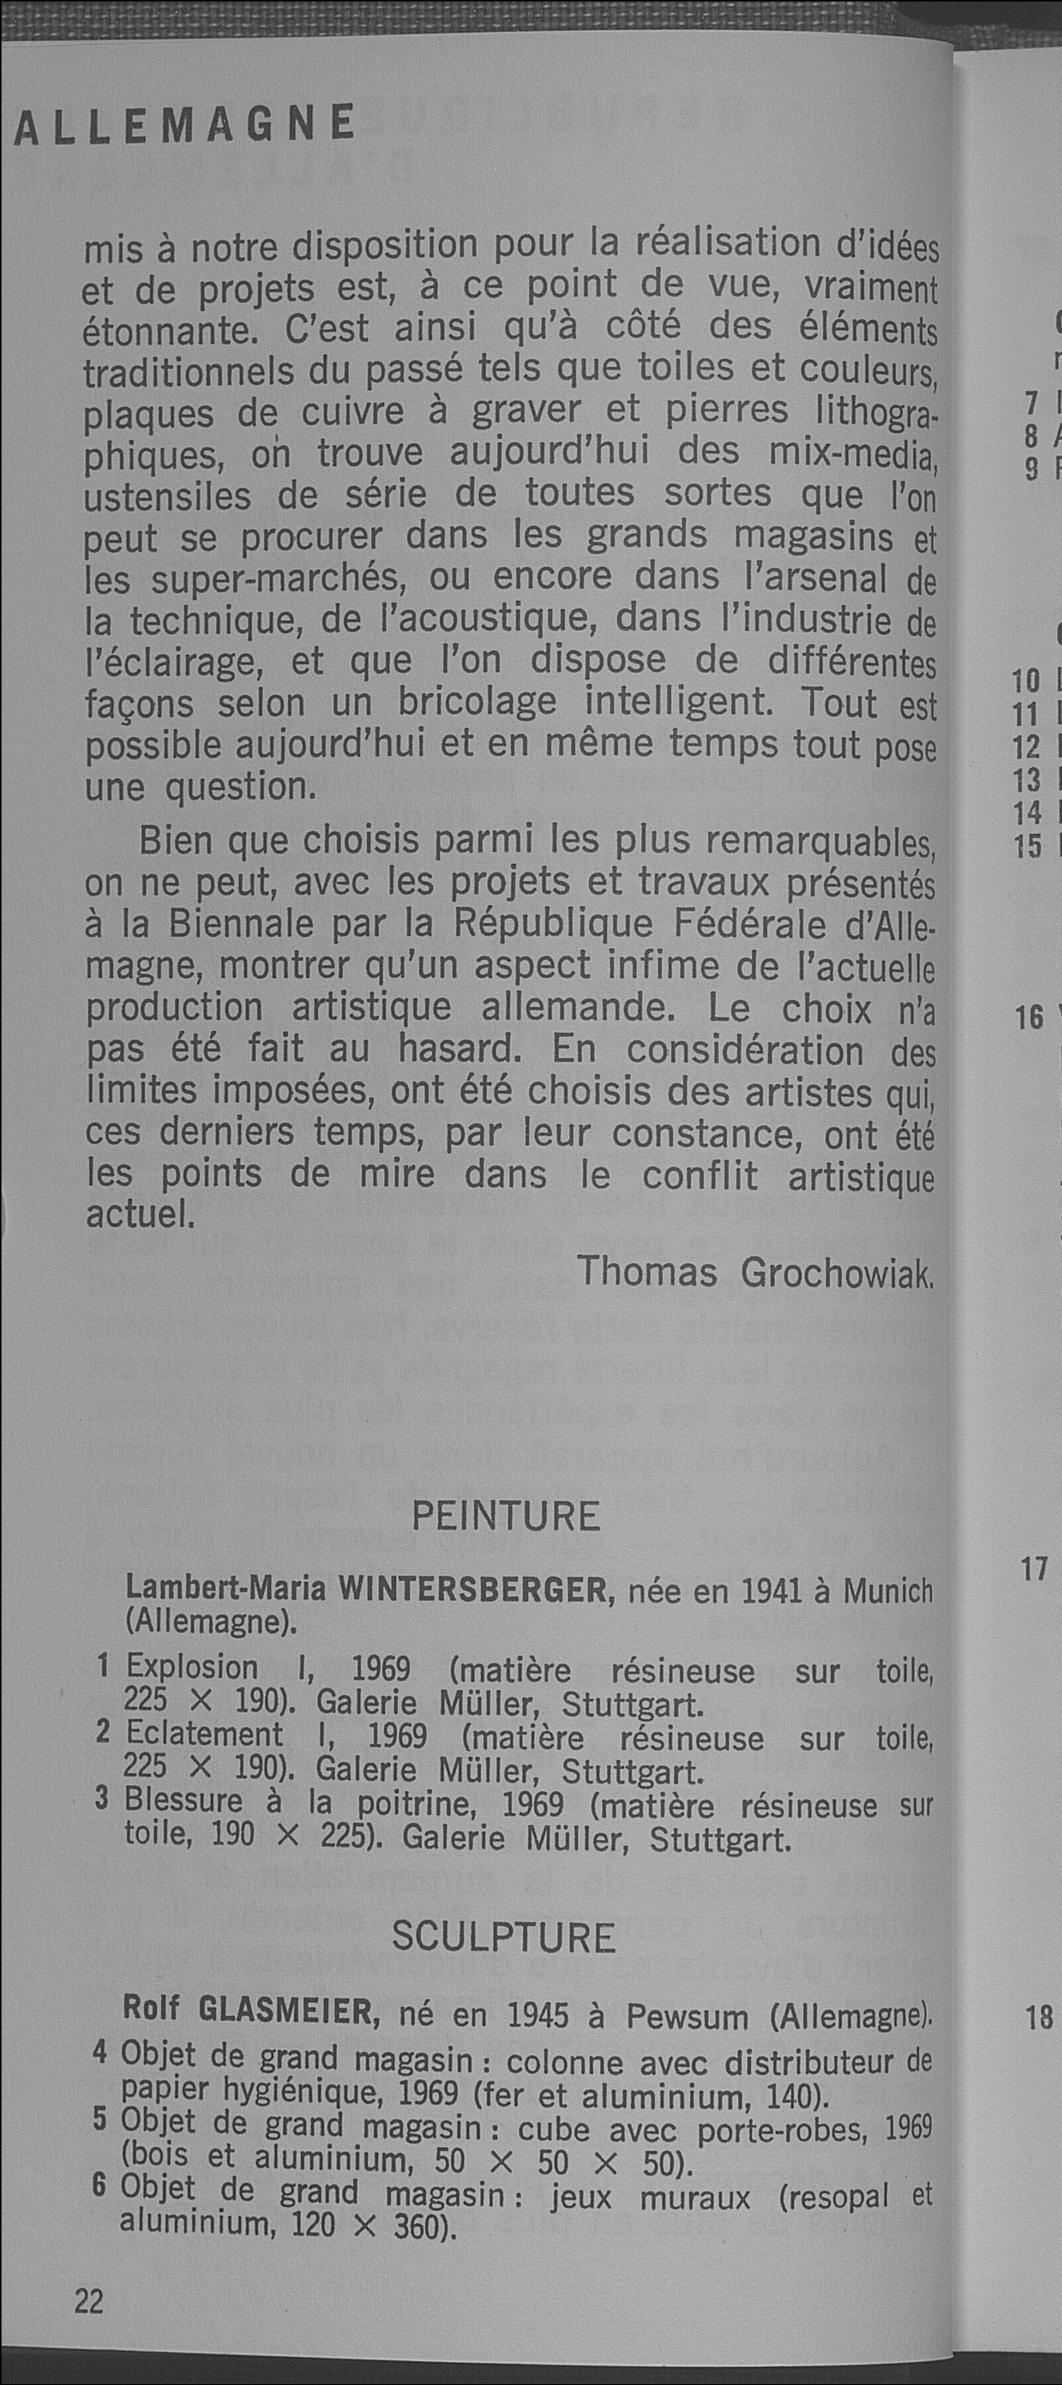 ALLEMAGNE
mis à notre disposition pour la réalisation d'idées
et de projets est, à ce point de vue, vraiment
étonnante. C'est ainsi qu'à côté des éléments
traditionnels du passé tels que toiles et couleurs,
plaques de cuivre à graver et pierres lithogra-
phiques, on trouve aujourd'hui des mix-media,
ustensiles de série de toutes sortes que l'on
peut se procurer dans les grands magasins et
les super-marchés, ou encore dans l'arsenal de
la technique, de l'acoustique, dans l'industrie de
l'éclairage, et que l'on dispose de différentes
façons selon un bricolage intelligent. Tout est
possible aujourd'hui et en même temps tout pose
une question.
Bien que choisis parmi les plus remarquables,
on ne peut, avec les projets et travaux présentés
à la Biennale par la République Fédérale d'Alle-
magne, montrer qu'un aspect infime de l'actuelle
production artistique allemande. Le choix n'a
pas été fait au hasard. En considération des
limites imposées, ont été choisis des artistes qui,
ces derniers temps, par leur constance, ont été
les points de mire dans le conflit artistique
actuel.
Thomas Grochowiak.
PEINTURE
Lambert-Maria WINTERSBERGER, née en 1941 à Munich
(Allemagne).
1 Explosion I, 1969 (matière résineuse sur toile,
225 X 190). Galerie Müller, Stuttgart.
2 Eclatement I, 1969 (matière résineuse sur toile,
225 X 190). Galerie Müller, Stuttgart.
3 Blessure à la poitrine, 1969 (matière résineuse sur
toile, 190 X 225). Galerie Müller, Stuttgart.
SCULPTURE
Rolf GLASMEIER, né en 1945 à Pewsum (Allemagne).
4 Objet de grand magasin : colonne avec distributeur de
papier hygiénique, 1969 (fer et aluminium, 140).
5 Objet de grand magasin : cube avec porte-robes, 1969
(bois et aluminium, 50 X 50 X 50).
6 Objet de grand magasin : jeux muraux (resopal et
aluminium, 120 X 360).
22
7
8
9
10
11
12
13
14
15
16
17
18